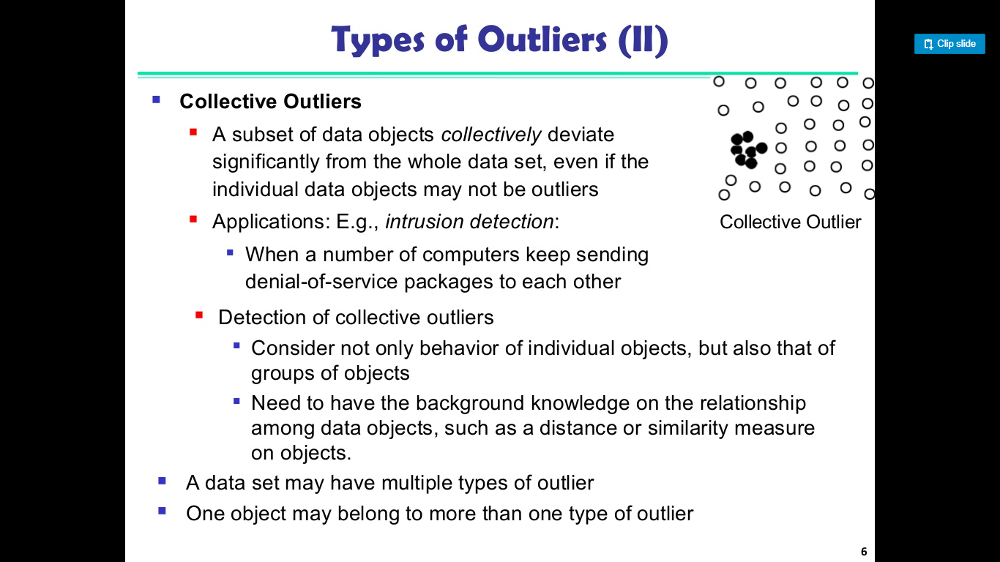 Types of Outliers (II)
Clip slide
Collective Outliers
A subset of data objects collectively deviate
significantly from the whole data set, even if the
individual data objects may not be outliers
Applications: E.g., intrusion detection:
Collective Outlier
When a number of computers keep sending
denial-of-service packages to each other
Detection of collective outliers
Consider not only behavior of individual objects, but also that of
groups of objects
Need to have the background knowledge on the relationship
among data objects, such as a distance or similarity measure
on objects.
A data set may have multiple types of outlier
One object may belong to more than one type of outlier
6